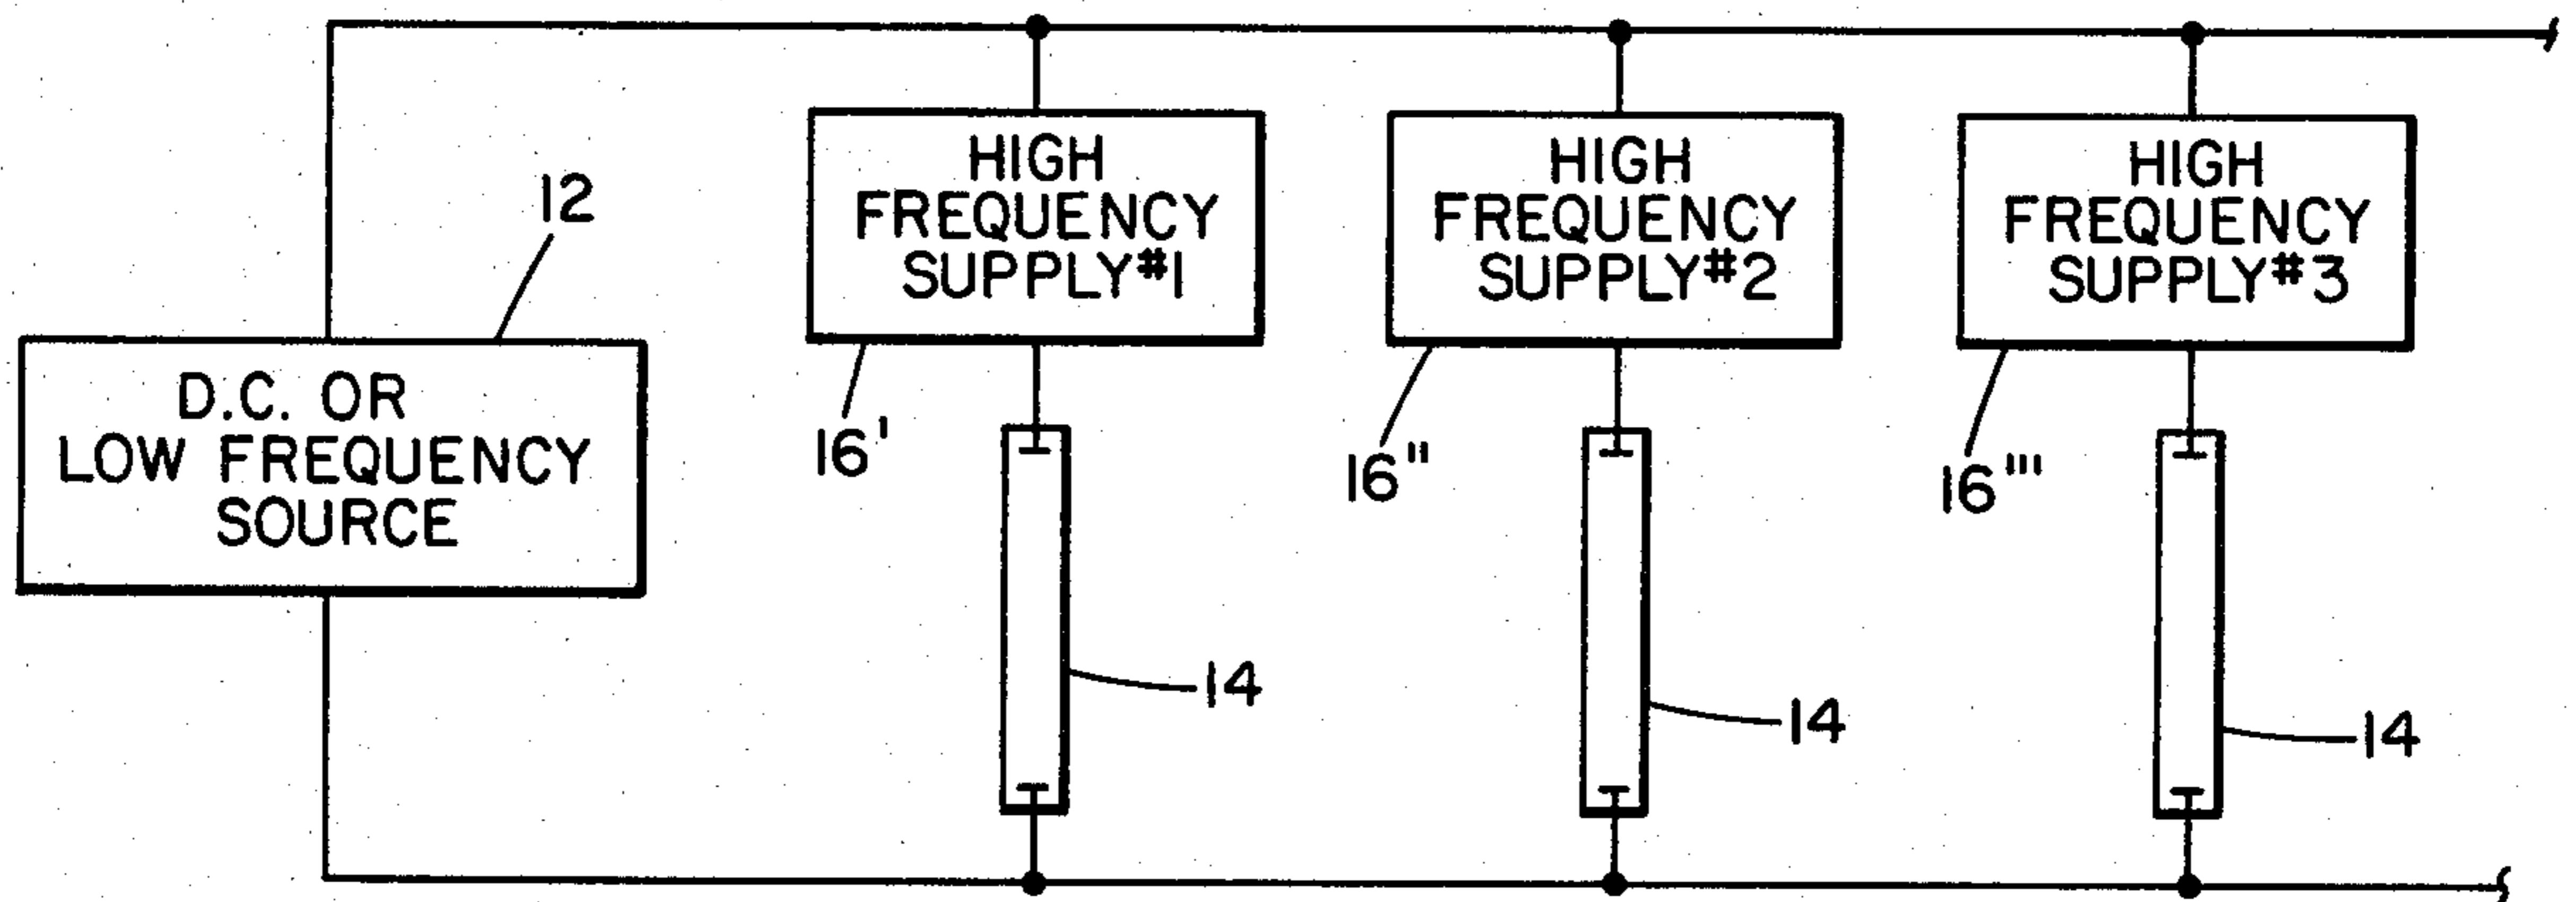 12
HIGH
FREQUENCY
SUPPLY #1
HIGH
FREQUENCY
SUPPLY #2
HIGH
FREQUENCY
SUPPLY #3
D.C. OR
LOW FREQUENCY
SOURCE
16'
16"
16'''
14
14
14